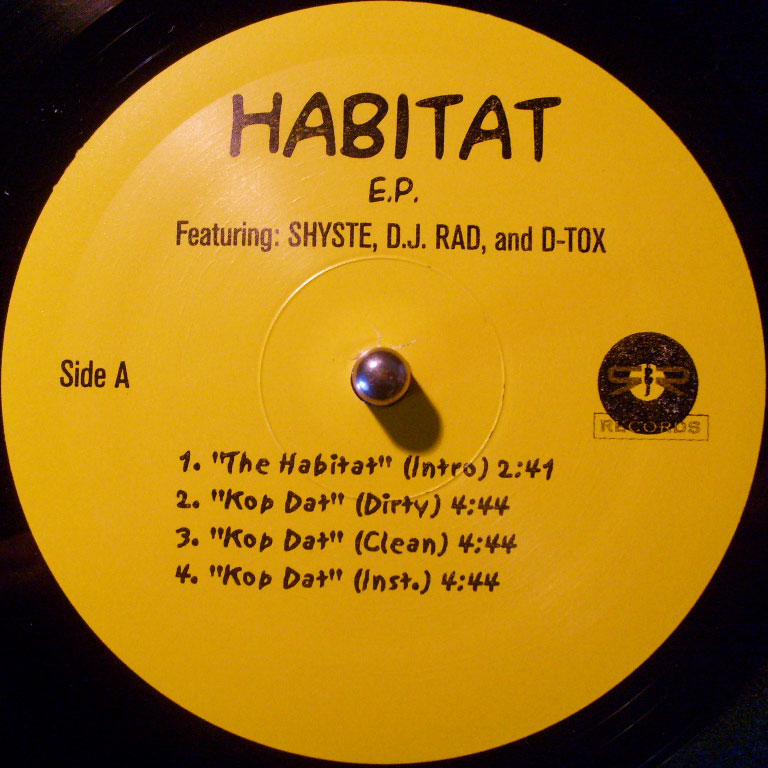 HABITAT
E.P.
Featuring: SHYSTE, D.J. RAD, and D-TOX
Side A
RECORDS
1. "The Habitat" (Intro) 2:41
2. "Kop Dat" (Dirty) 4:44
3. "Kop Dat" (Clean) 4:44
4. "Kop Dat" (Inst.) 4:44